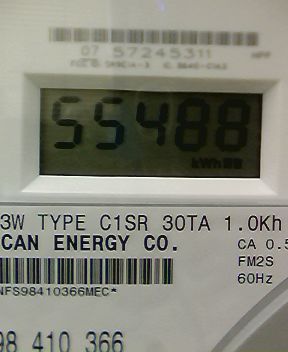 07 57245311
55488
kWh
3W TYPE C1SR 30TA 1.0Kh
CAN ENERGY CO.
CA 0.5
FM2S
NFS98410366MEC*
60Hz
98 410 366